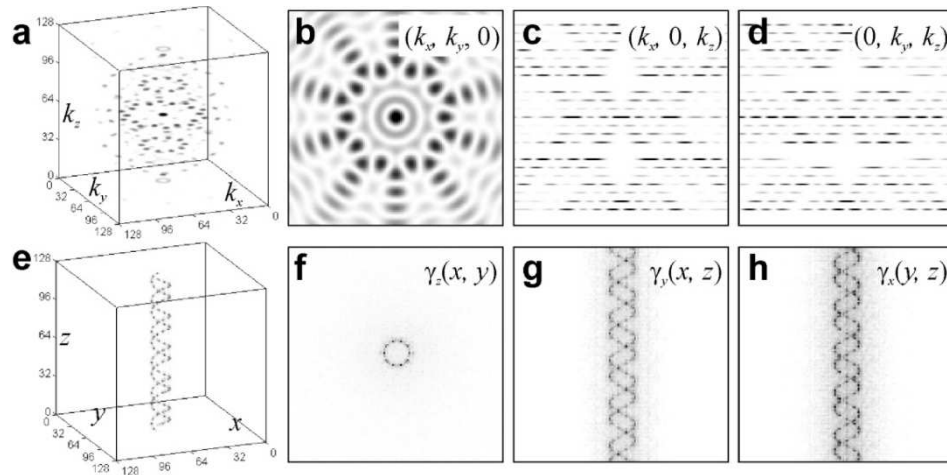 a
128
96
64
32
0
k_z
k_y
k_x
0
32
64
96
128
128
96
64
32
0
b
(k_x, k_y, 0)
c
(k_x, 0, k_z)
d
(0, k_y, k_z)
e
128
96
64
32
0
z
y
x
0
32
64
96
128
128
96
64
32
0
f
γ_z(x, y)
g
γ_y(x, z)
h
γ_x(y, z)